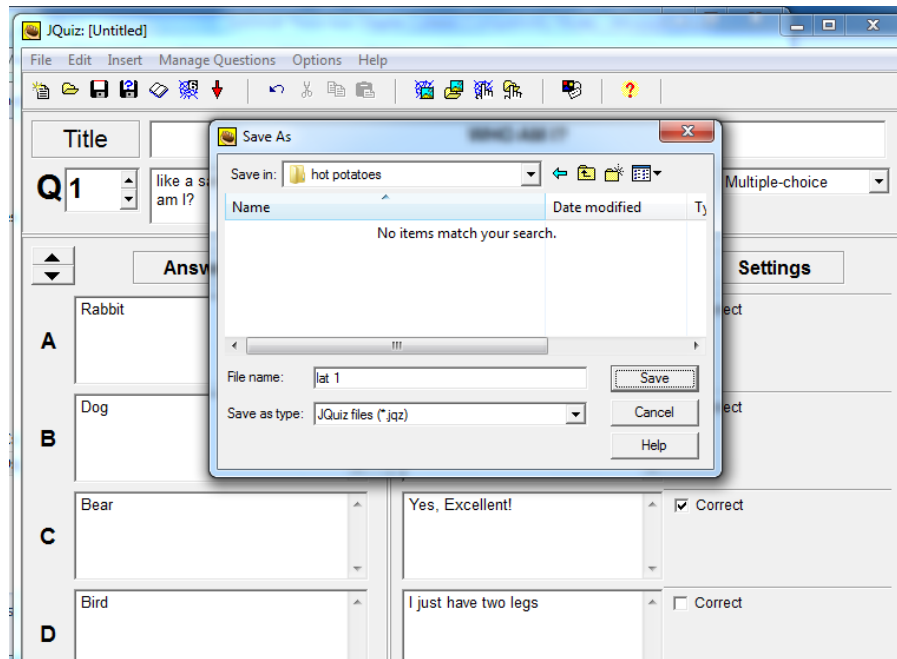 JQuiz: [Untitled]
File Edit Insert Manage Questions Options Help
Title
Save As
Save in: hot potatoes
Q 1
like a
am I?
Multiple-choice
Name Date modified
No items match your search.
Answ
Settings
A
Rabbit
File name: lat 1 Save
Save as type: JQuiz files (*.jqz) Cancel
Help
B
Dog
C
Bear
Yes, Excellent!
Correct
D
Bird
I just have two legs
Correct